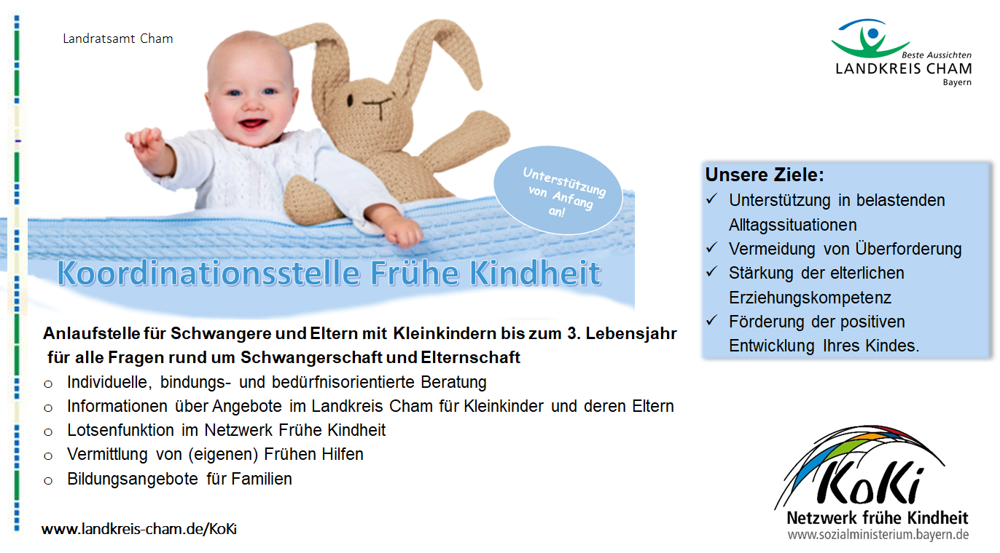 Landratsamt Cham
Beste Aussichten
LANDKREIS CHAM
Bayern
Unterstützung
von Anfang
an!
Koordinationsstelle Frühe Kindheit
Unsere Ziele:
✓ Unterstützung in belastenden
Alltagssituationen
✓ Vermeidung von Überforderung
✓ Stärkung der elterlichen
Erziehungskompetenz
✓ Förderung der positiven
Entwicklung Ihres Kindes.
Anlaufstelle für Schwangere und Eltern mit Kleinkindern bis zum 3. Lebensjahr
für alle Fragen rund um Schwangerschaft und Elternschaft
o Individuelle, bindungs- und bedürfnisorientierte Beratung
o Informationen über Angebote im Landkreis Cham für Kleinkinder und deren Eltern
o Lotsenfunktion im Netzwerk Frühe Kindheit
o Vermittlung von (eigenen) Frühen Hilfen
o Bildungsangebote für Familien
www.landkreis-cham.de/KoKi
KoKi
Netzwerk frühe Kindheit
www.sozialministerium.bayern.de